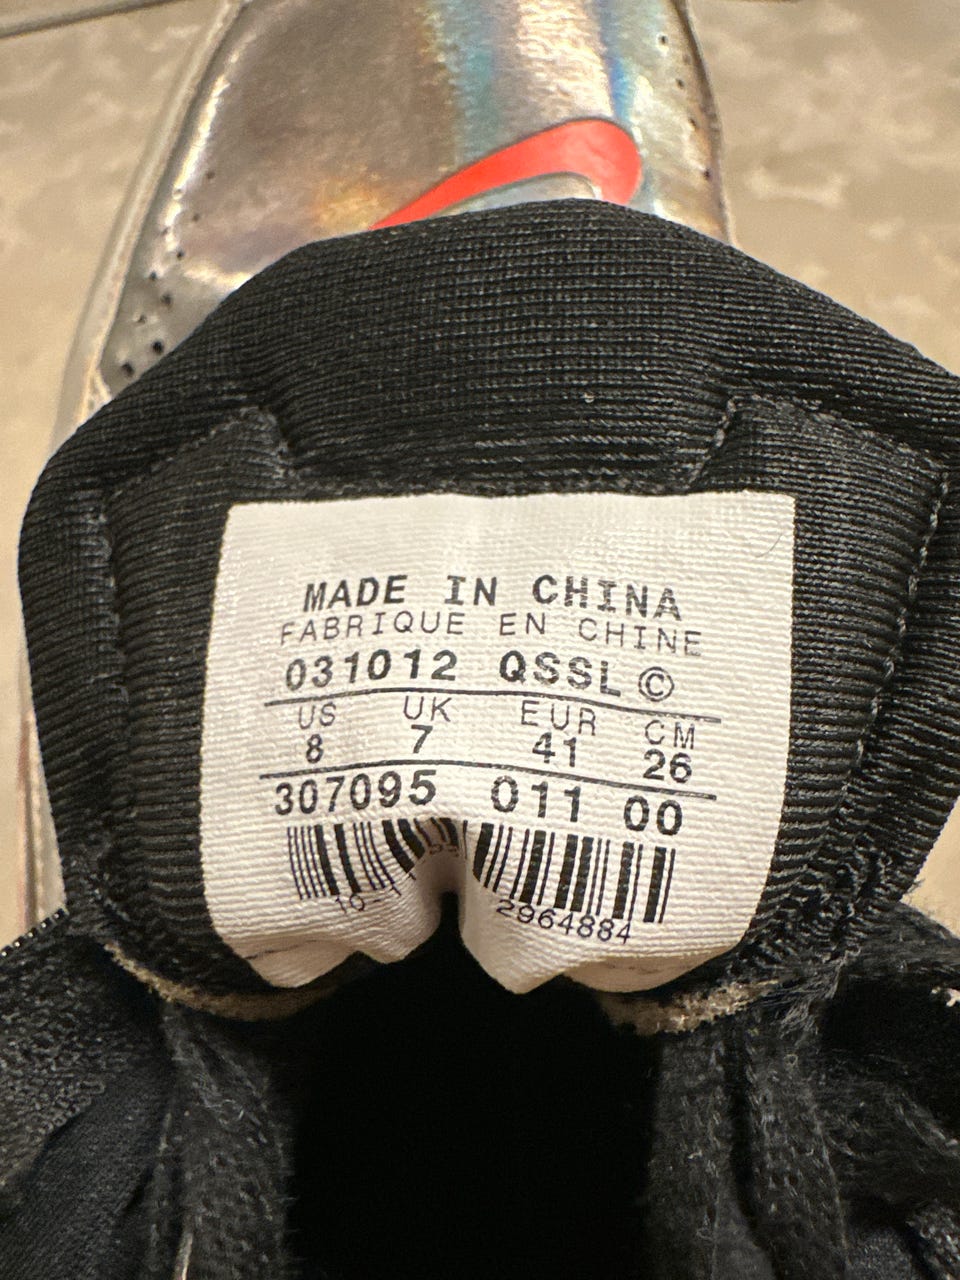 MADE IN CHINA
FABRIQUE EN CHINE
031012 QSSL ©
US UK EUR CM
8 7 41 26
307095 011 00
2964884